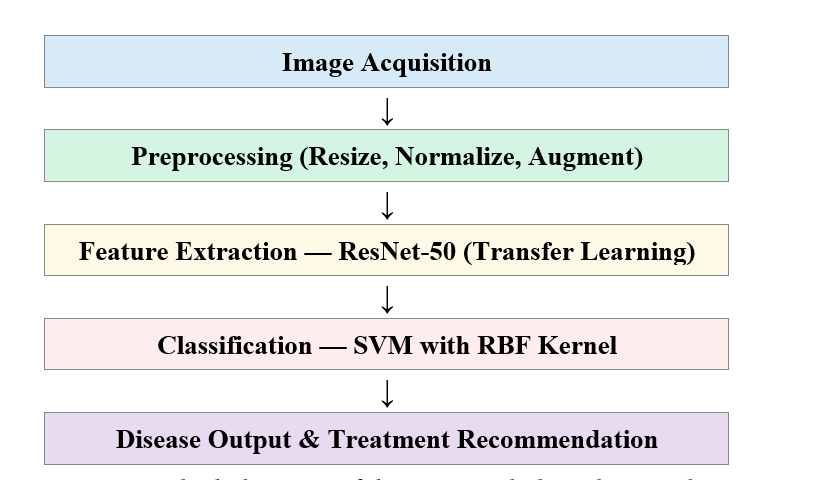 Image Acquisition
↓
Preprocessing (Resize, Normalize, Augment)
↓
Feature Extraction — ResNet-50 (Transfer Learning)
↓
Classification — SVM with RBF Kernel
↓
Disease Output & Treatment Recommendation